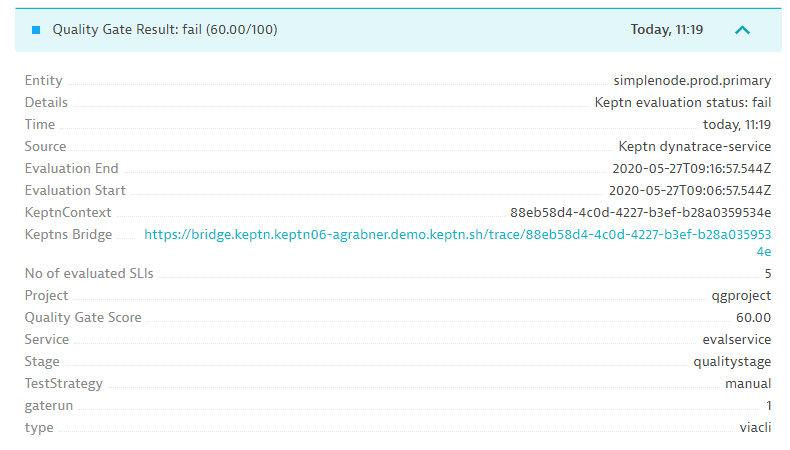 Quality Gate Result: fail (60.00/100) Today, 11:19
Entity simplenode.prod.primary
Details Keptn evaluation status: fail
Time today, 11:19
Source Keptn dynatrace-service
Evaluation End 2020-05-27T09:16:57.544Z
Evaluation Start 2020-05-27T09:06:57.544Z
KeptnContext 88eb58d4-4c0d-4227-b3ef-b28a0359534e
Keptns Bridge https://bridge.keptn.keptn06-agrabner.demo.keptn.sh/trace/88eb58d4-4c0d-4227-b3ef-b28a035953
4e
No of evaluated SLIs 5
Project qgproject
Quality Gate Score 60.00
Service evalservice
Stage qualitystage
TestStrategy manual
gaterun 1
type viacli